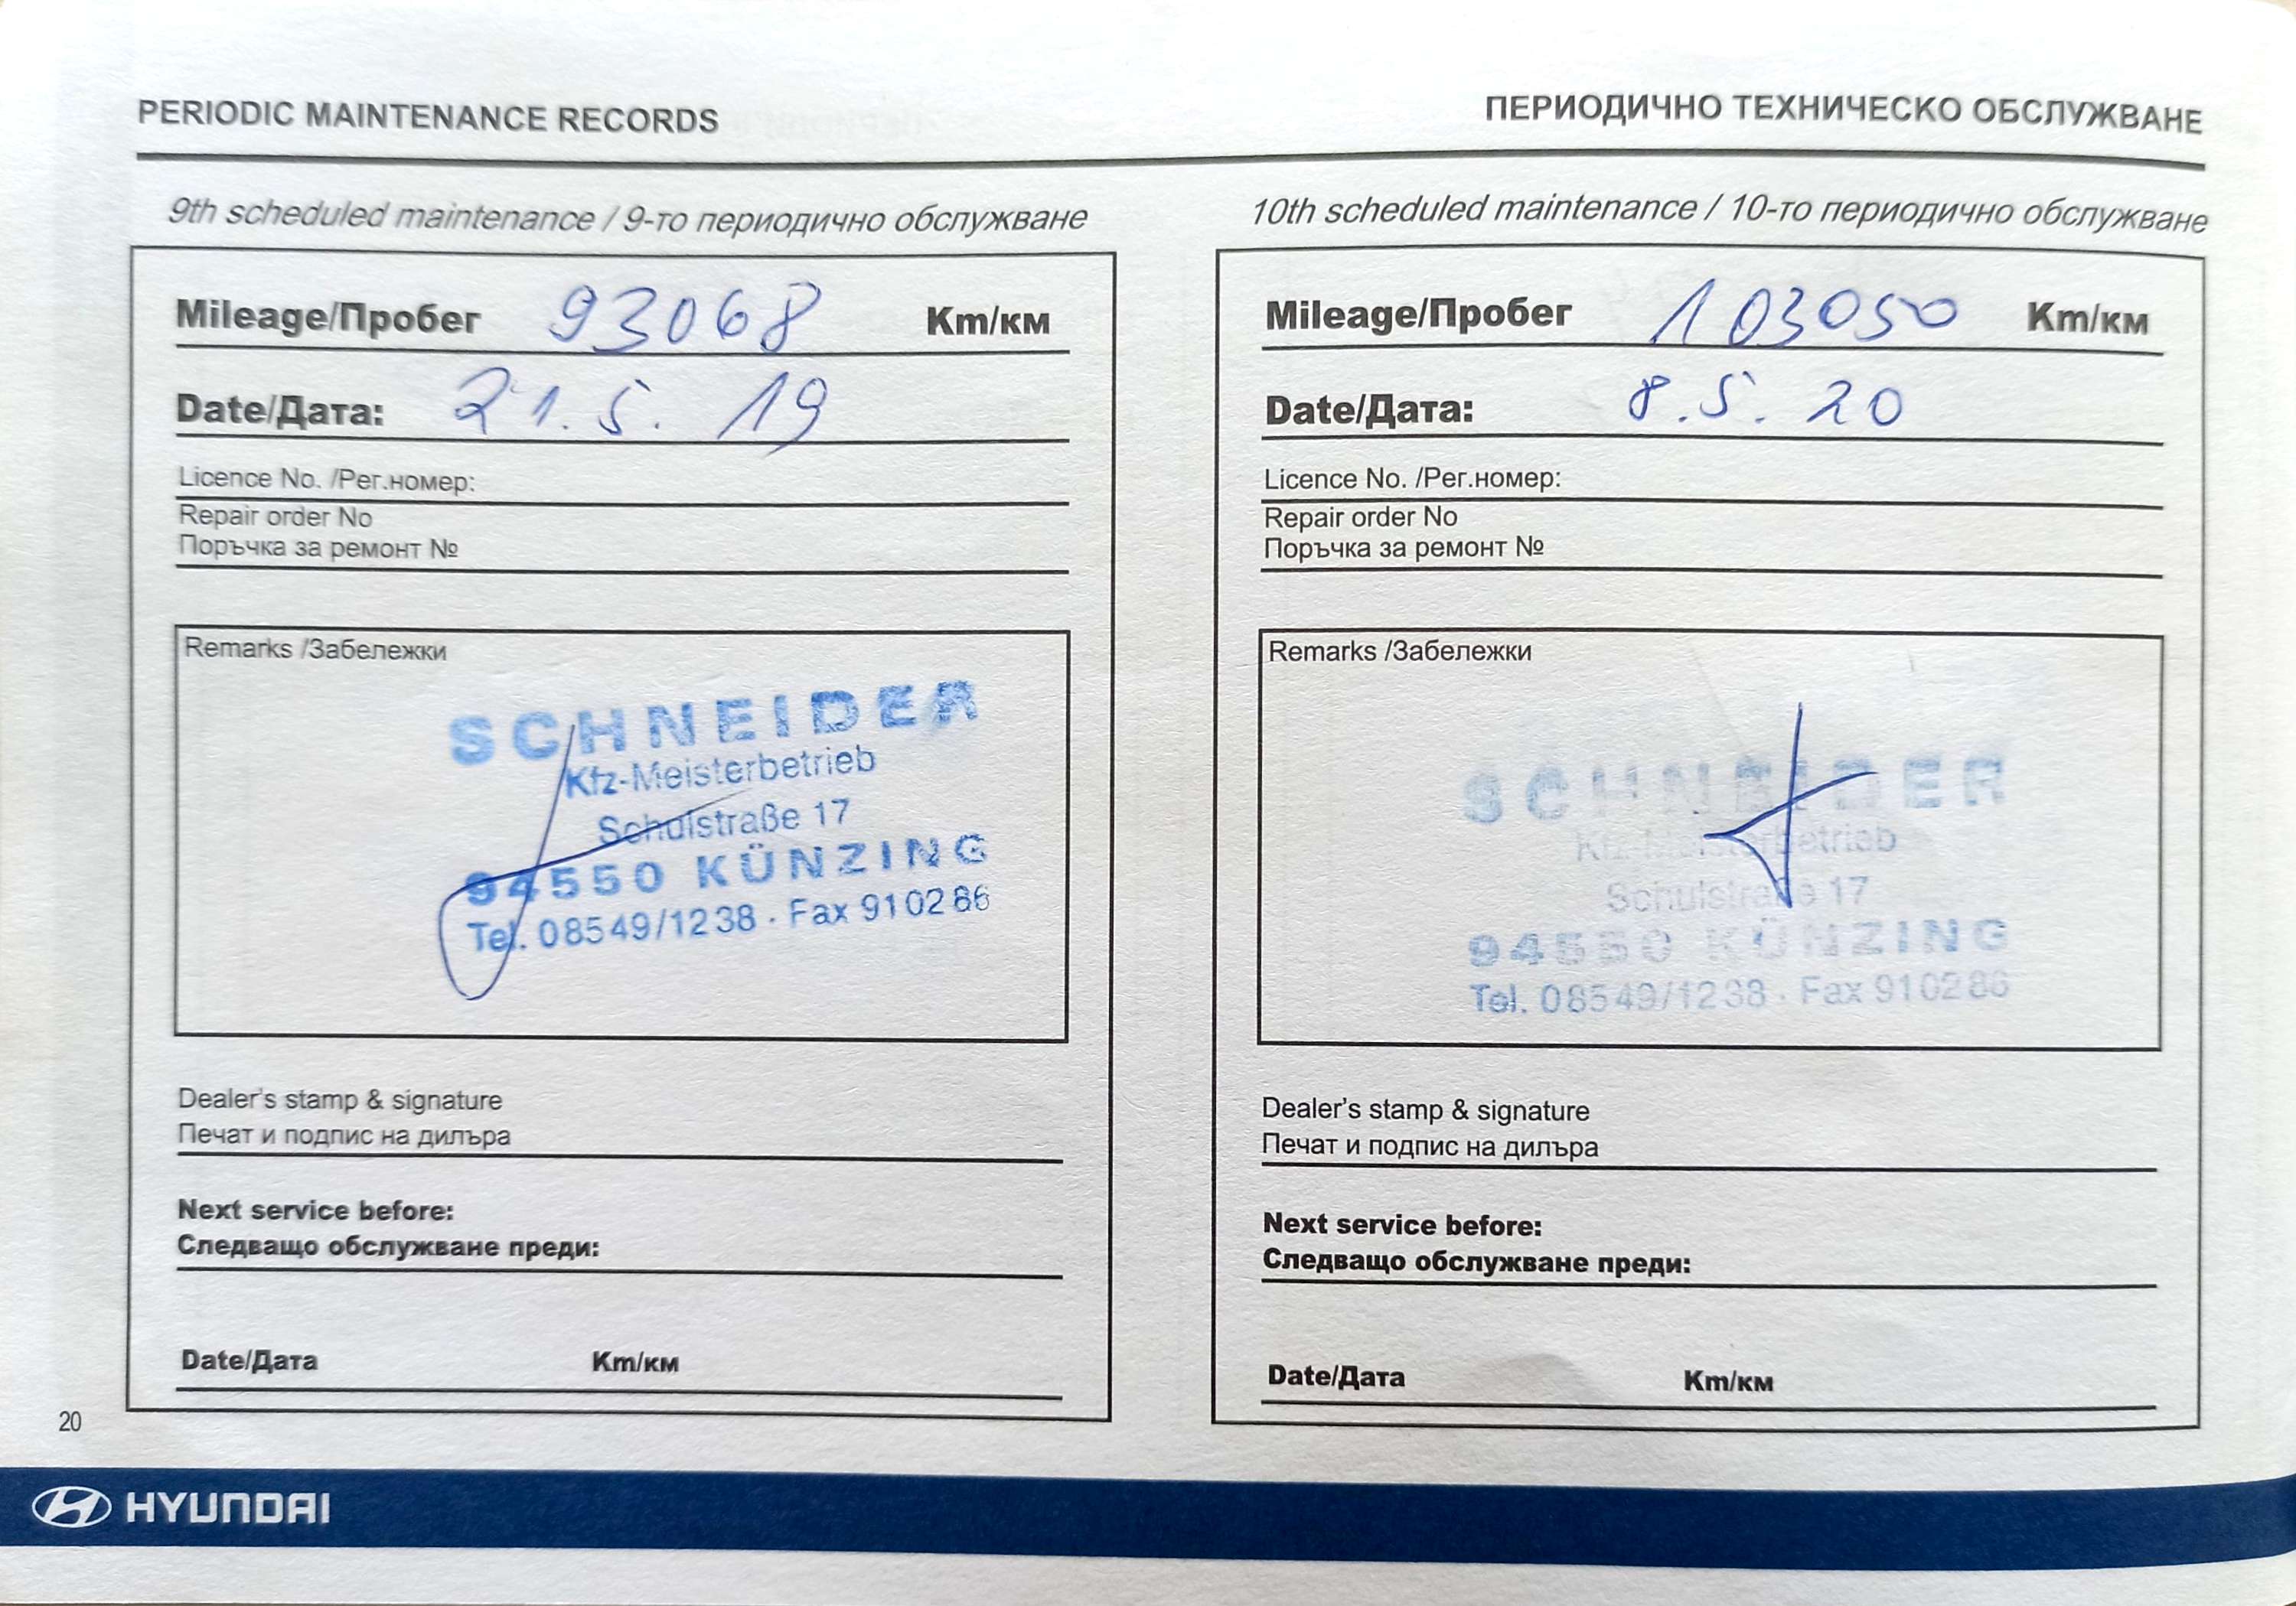 PERIODIC MAINTENANCE RECORDS
ПЕРИОДИЧНО ТЕХНИЧЕСКО ОБСЛУЖВАНЕ
9th scheduled maintenance / 9-то периодично обслужване
Mileage/Пробег 93068 Km/км
Date/Дата: 21.5.19
Licence No. /Рег.номер:
Repair order No
Поръчка за ремонт №
Remarks /Забележки
SCHNEIDER
Kfz-Meisterbetrieb
Schulstraße 17
94550 KÜNZING
Tel. 08549/1238 · Fax 910286
Dealer's stamp & signature
Печат и подпис на дилъра
Next service before:
Следващо обслужване преди:
Date/Дата Km/км
10th scheduled maintenance / 10-то периодично обслужване
Mileage/Пробег 103050 Km/км
Date/Дата: 8.5.20
Licence No. /Рег.номер:
Repair order No
Поръчка за ремонт №
Remarks /Забележки
SCHNEIDER
Kfz-Meisterbetrieb
Schulstraße 17
94550 KÜNZING
Tel. 08549/1238 · Fax 910286
Dealer's stamp & signature
Печат и подпис на дилъра
Next service before:
Следващо обслужване преди:
Date/Дата Km/км
20
HYUNDAI